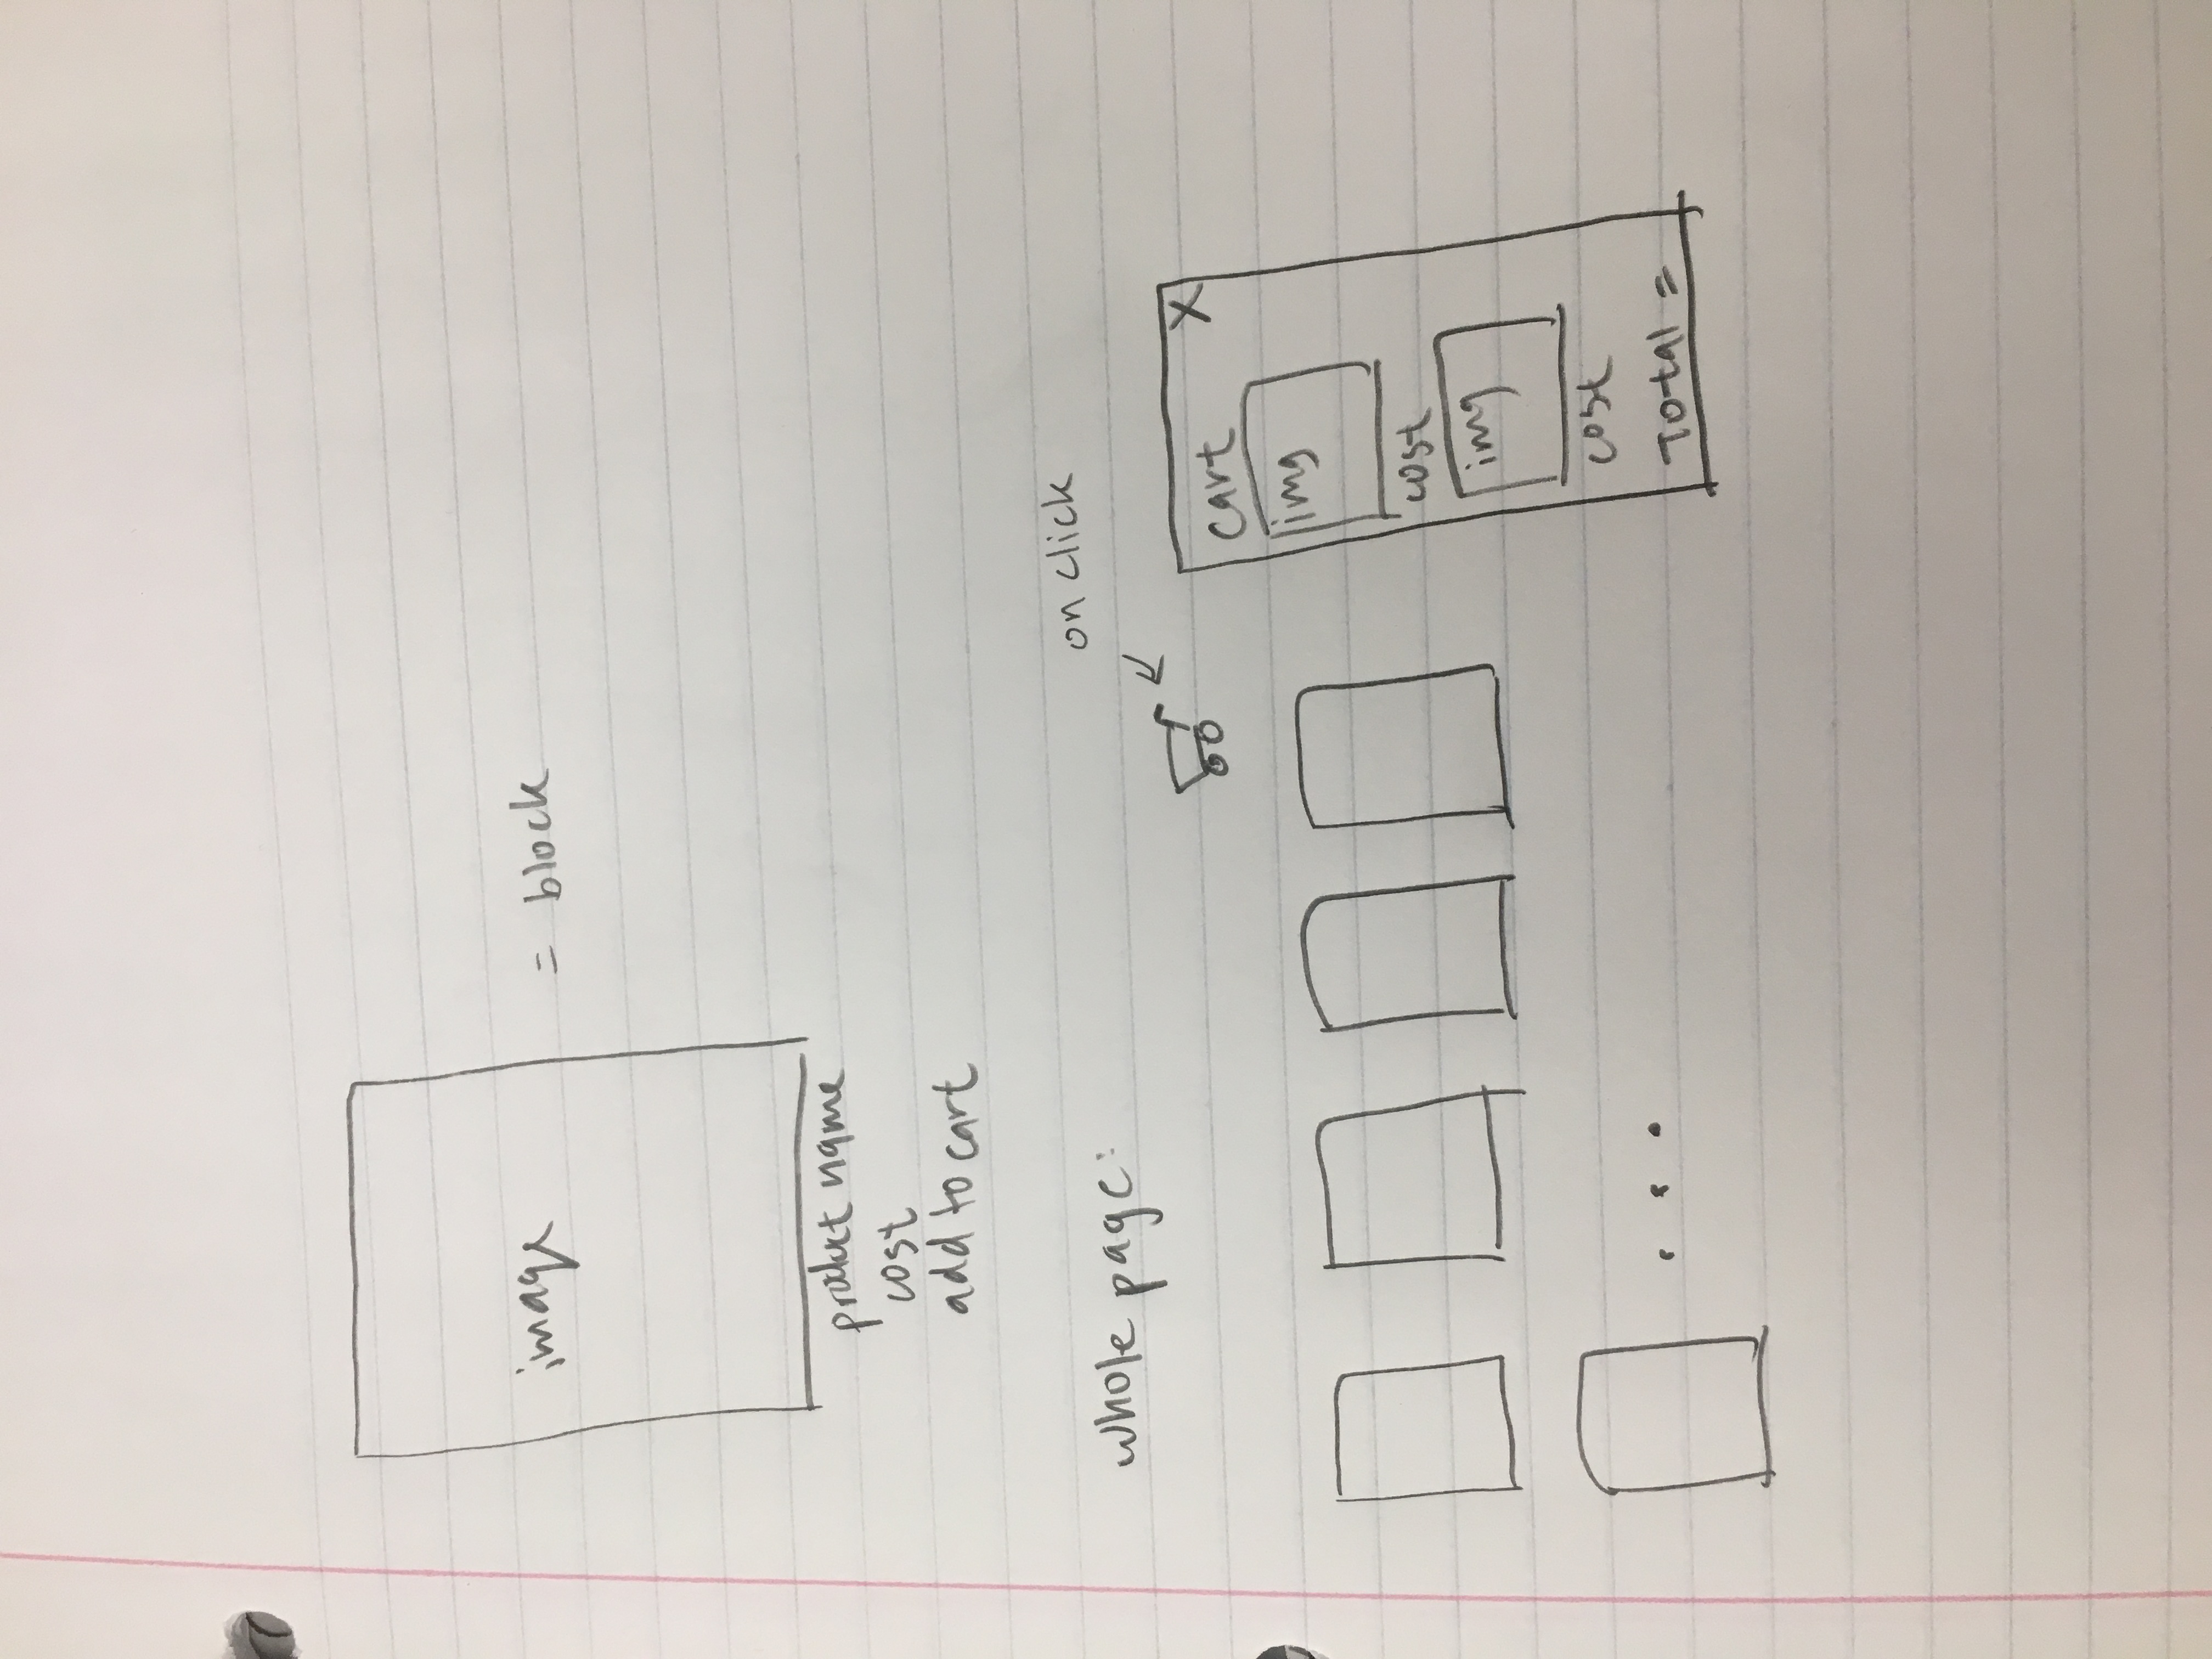 image
= block
product name
cost
add to cart
on click
whole page:
cart X
img
cost
img
cost
Total =